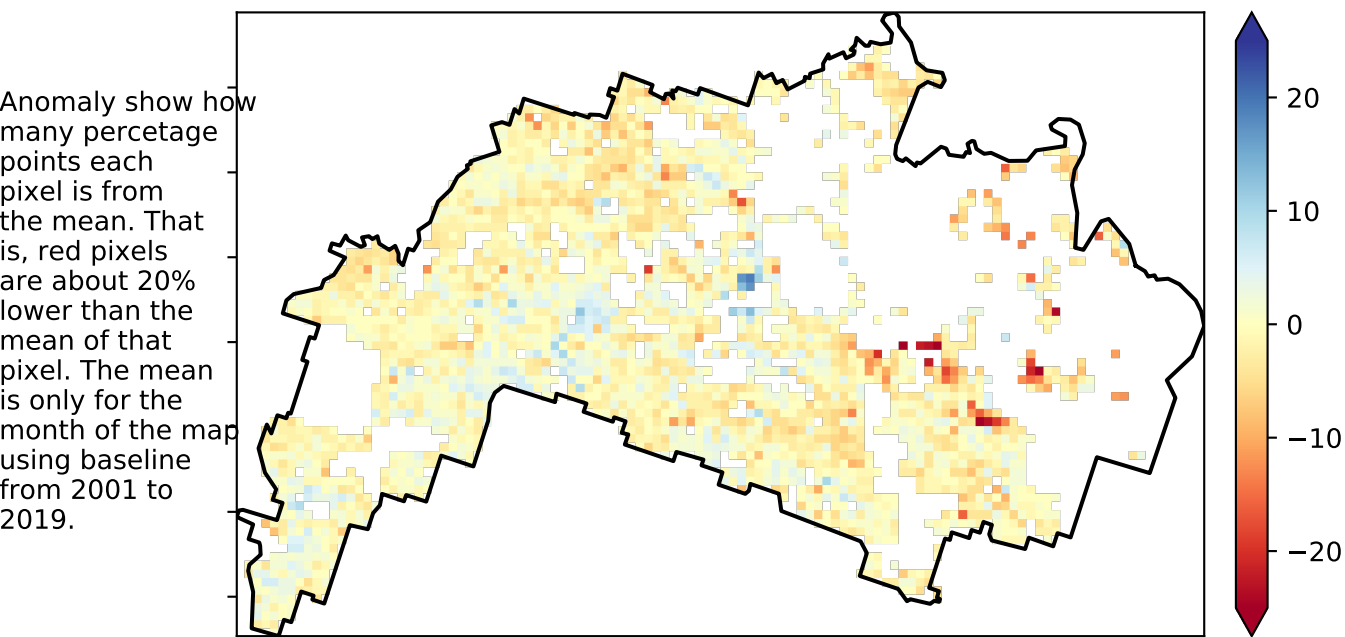 Anomaly show how
many percetage
points each
pixel is from
the mean. That
is, red pixels
are about 20%
lower than the
mean of that
pixel. The mean
is only for the
month of the map
using baseline
from 2001 to
2019.
20
10
0
−10
−20